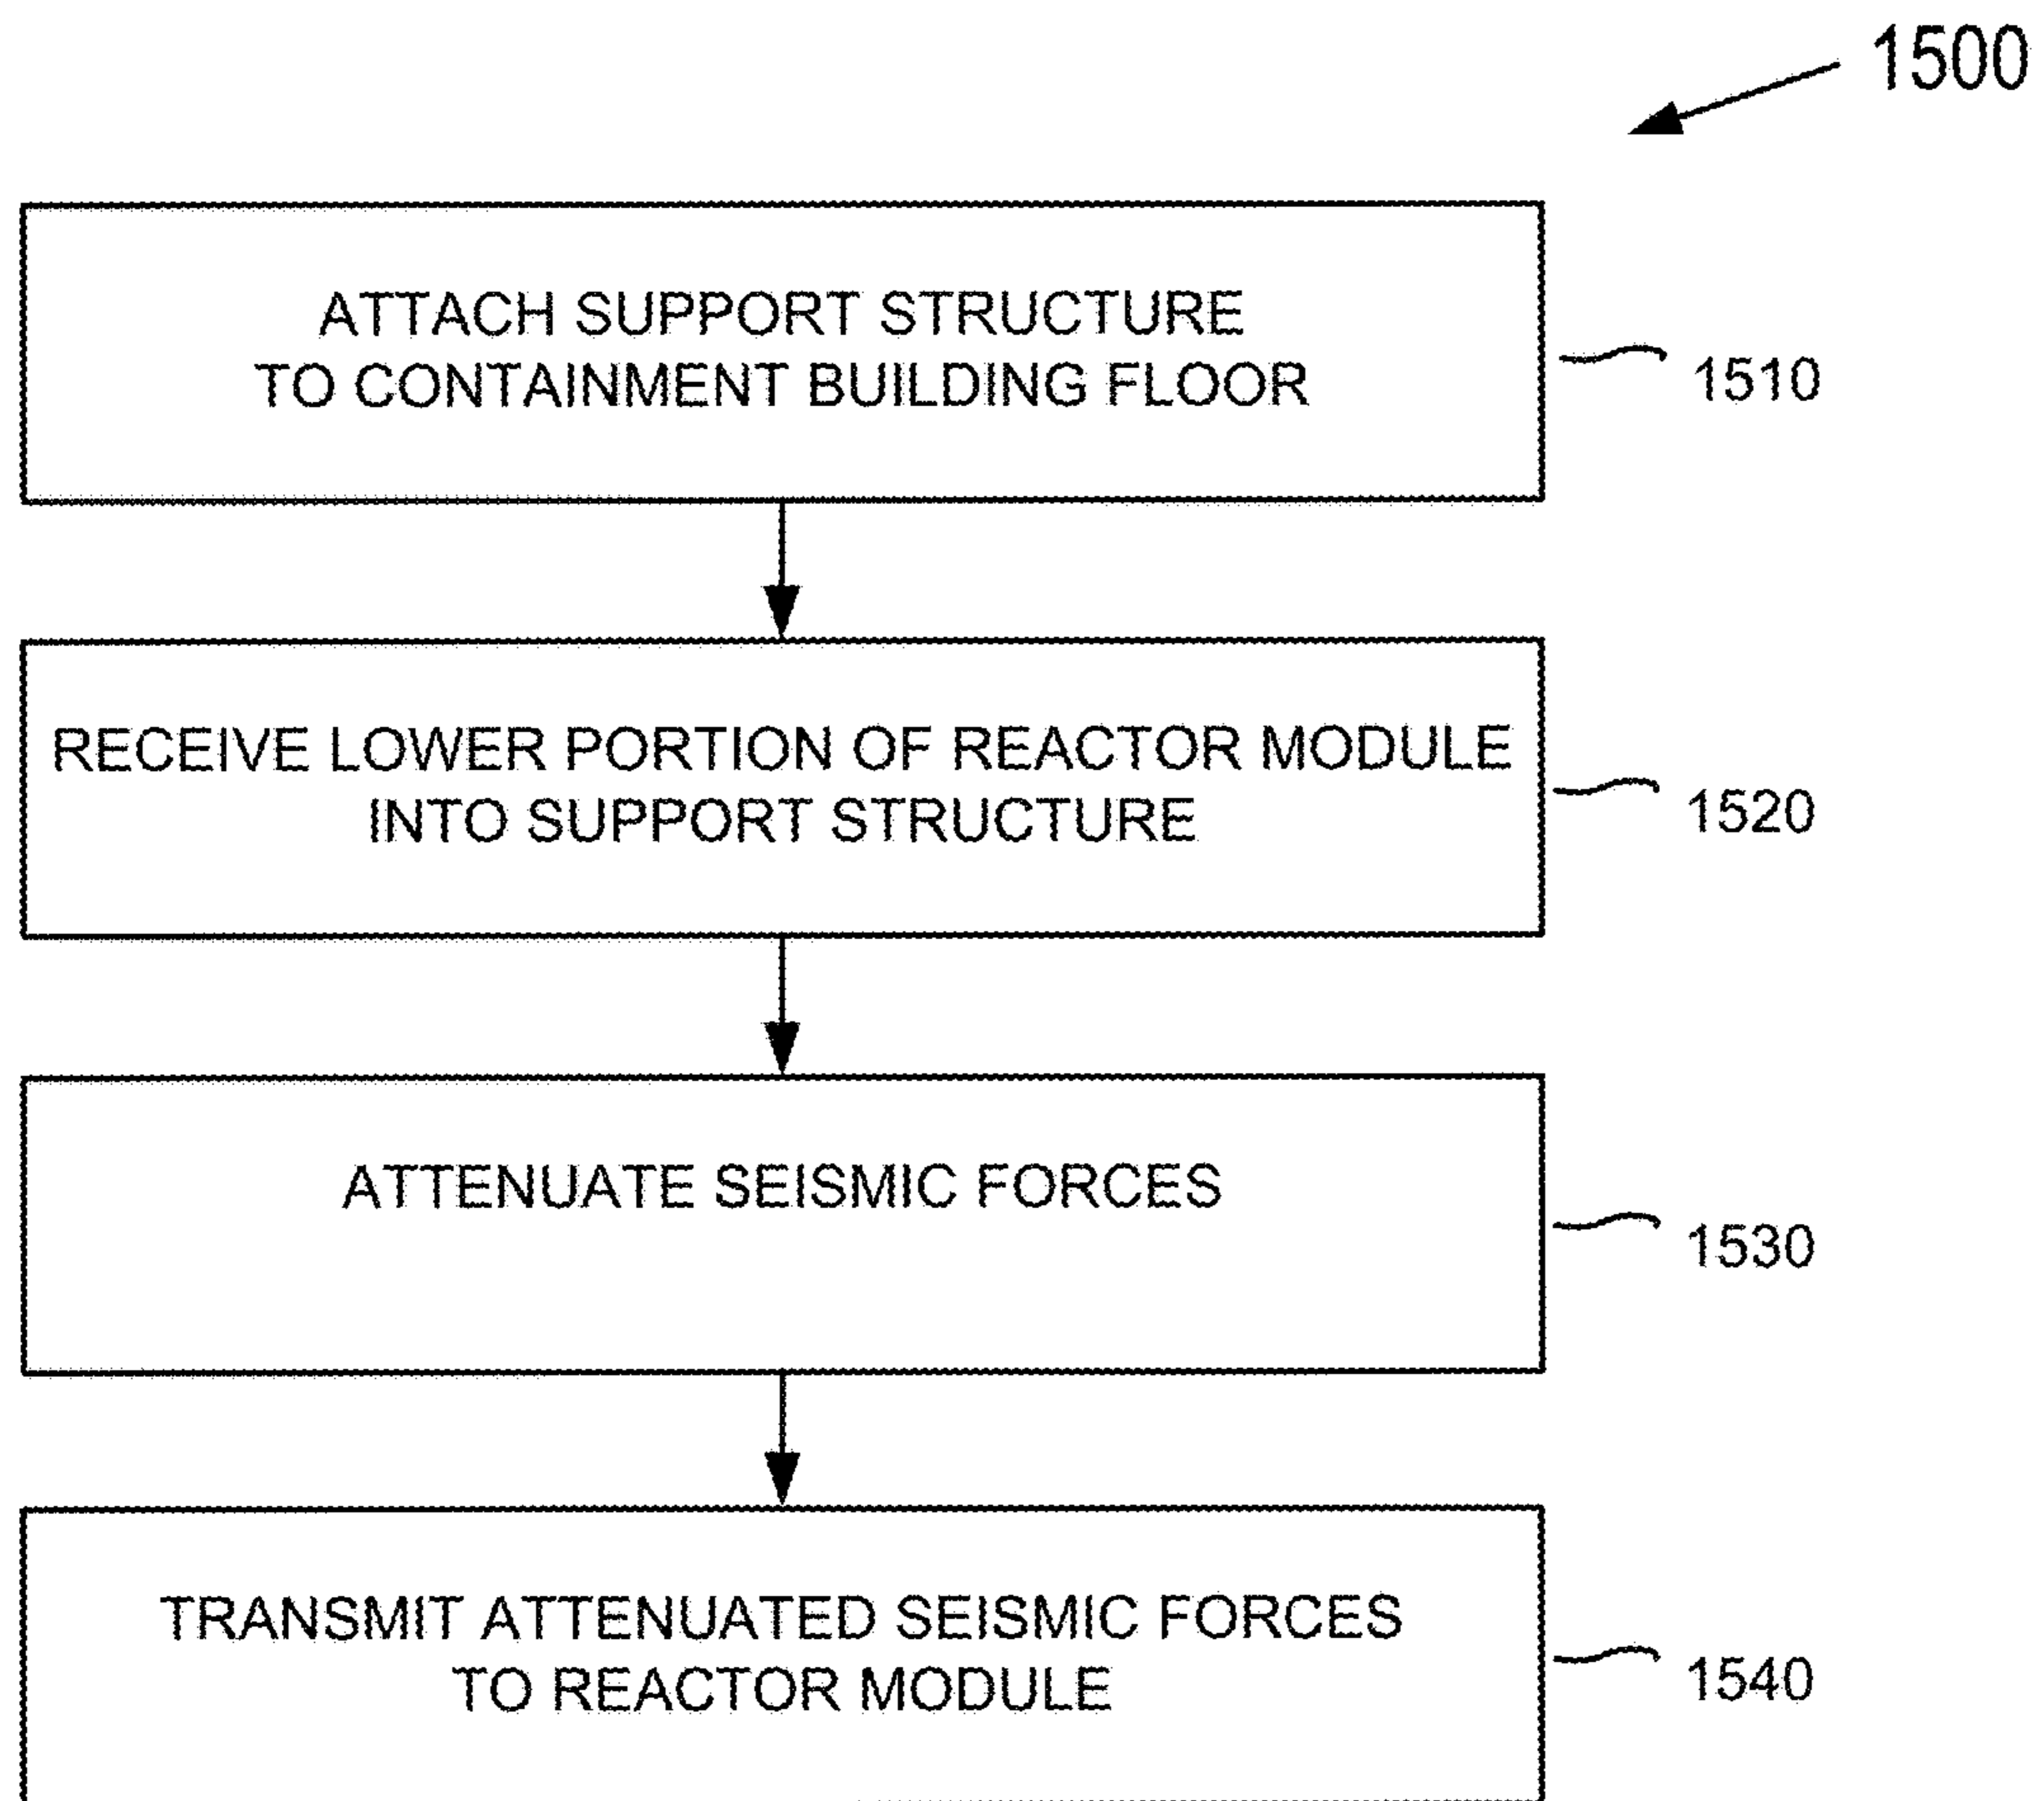 1500
ATTACH SUPPORT STRUCTURE
TO CONTAINMENT BUILDING FLOOR
1510
RECEIVE LOWER PORTION OF REACTOR MODULE
INTO SUPPORT STRUCTURE
1520
ATTENUATE SEISMIC FORCES
1530
TRANSMIT ATTENUATED SEISMIC FORCES
TO REACTOR MODULE
1540